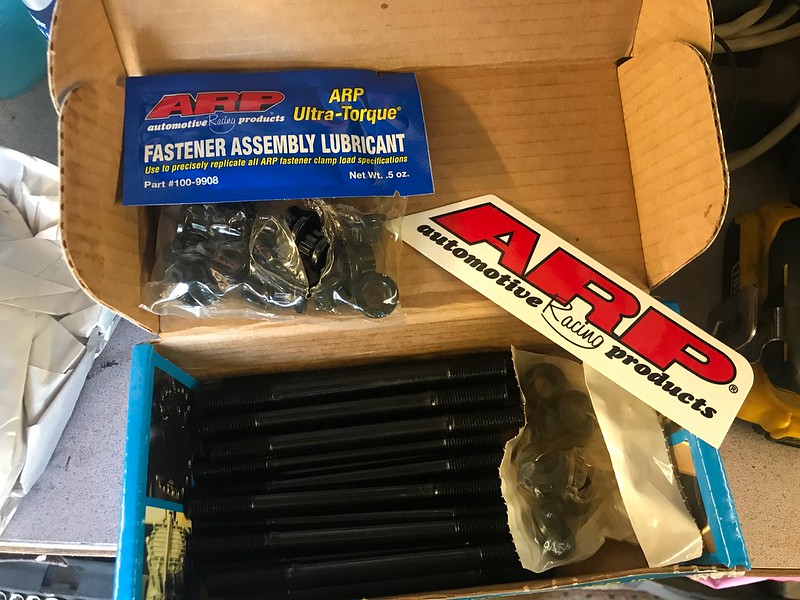 ARP
automotive Racing products
ARP
Ultra-Torque®
FASTENER ASSEMBLY LUBRICANT
Use to precisely replicate all ARP fastener clamp load specifications
Part #100-9908
Net Wt. .5 oz.
ARP®
automotive Racing products